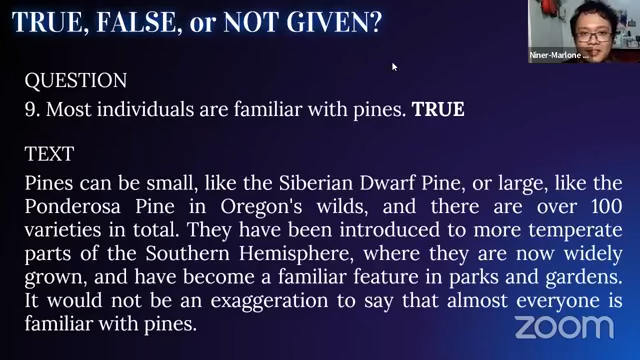 TRUE, FALSE, or NOT GIVEN?
Niner-Marlone ...
QUESTION
9. Most individuals are familiar with pines. TRUE
TEXT
Pines can be small, like the Siberian Dwarf Pine, or large, like the
Ponderosa Pine in Oregon's wilds, and there are over 100
varieties in total. They have been introduced to more temperate
parts of the Southern Hemisphere, where they are now widely
grown, and have become a familiar feature in parks and gardens.
It would not be an exaggeration to say that almost everyone is
familiar with pines.
zoom